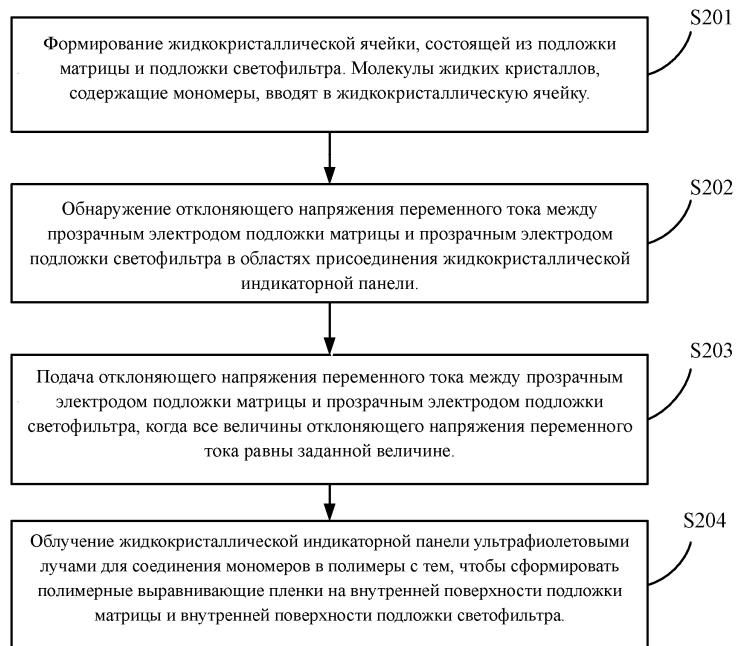 S201
Формирование жидкокристаллической ячейки, состоящей из подложки
матрицы и подложки светофильтра. Молекулы жидких кристаллов,
содержащие мономеры, вводят в жидкокристаллическую ячейку.
S202
Обнаружение отклоняющего напряжения переменного тока между
прозрачным электродом подложки матрицы и прозрачным электродом
подложки светофильтра в областях присоединения жидкокристаллической
индикаторной панели.
S203
Подача отклоняющего напряжения переменного тока между прозрачным
электродом подложки матрицы и прозрачным электродом подложки
светофильтра, когда все величины отклоняющего напряжения переменного
тока равны заданной величине.
S204
Облучение жидкокристаллической индикаторной панели ультрафиолетовыми
лучами для соединения мономеров в полимеры с тем, чтобы сформировать
полимерные выравнивающие пленки на внутренней поверхности подложки
матрицы и внутренней поверхности подложки светофильтра.